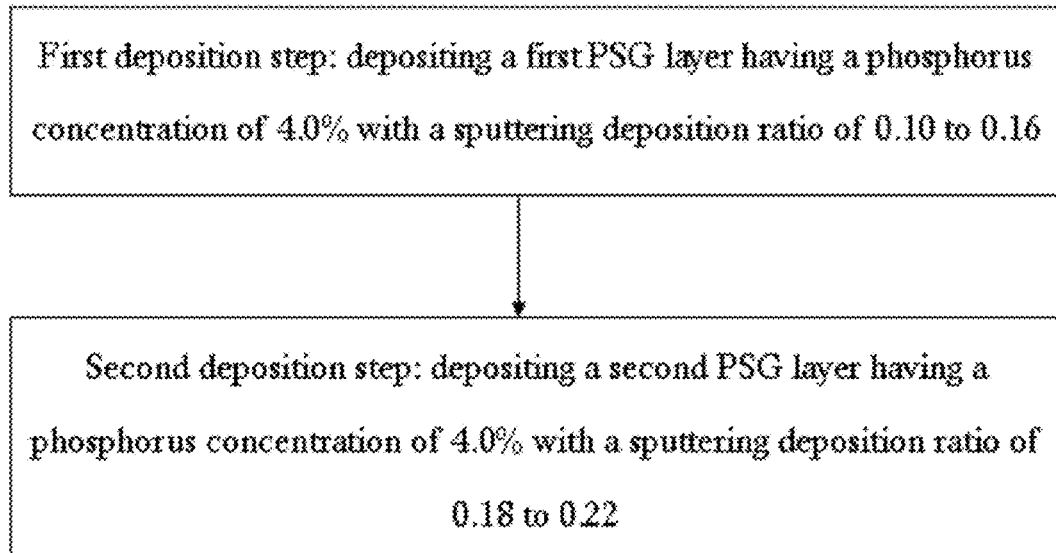 First deposition step: depositing a first PSG layer having a phosphorus
concentration of 4.0% with a sputtering deposition ratio of 0.10 to 0.16
Second deposition step: depositing a second PSG layer having a
phosphorus concentration of 4.0% with a sputtering deposition ratio of
0.18 to 0.22